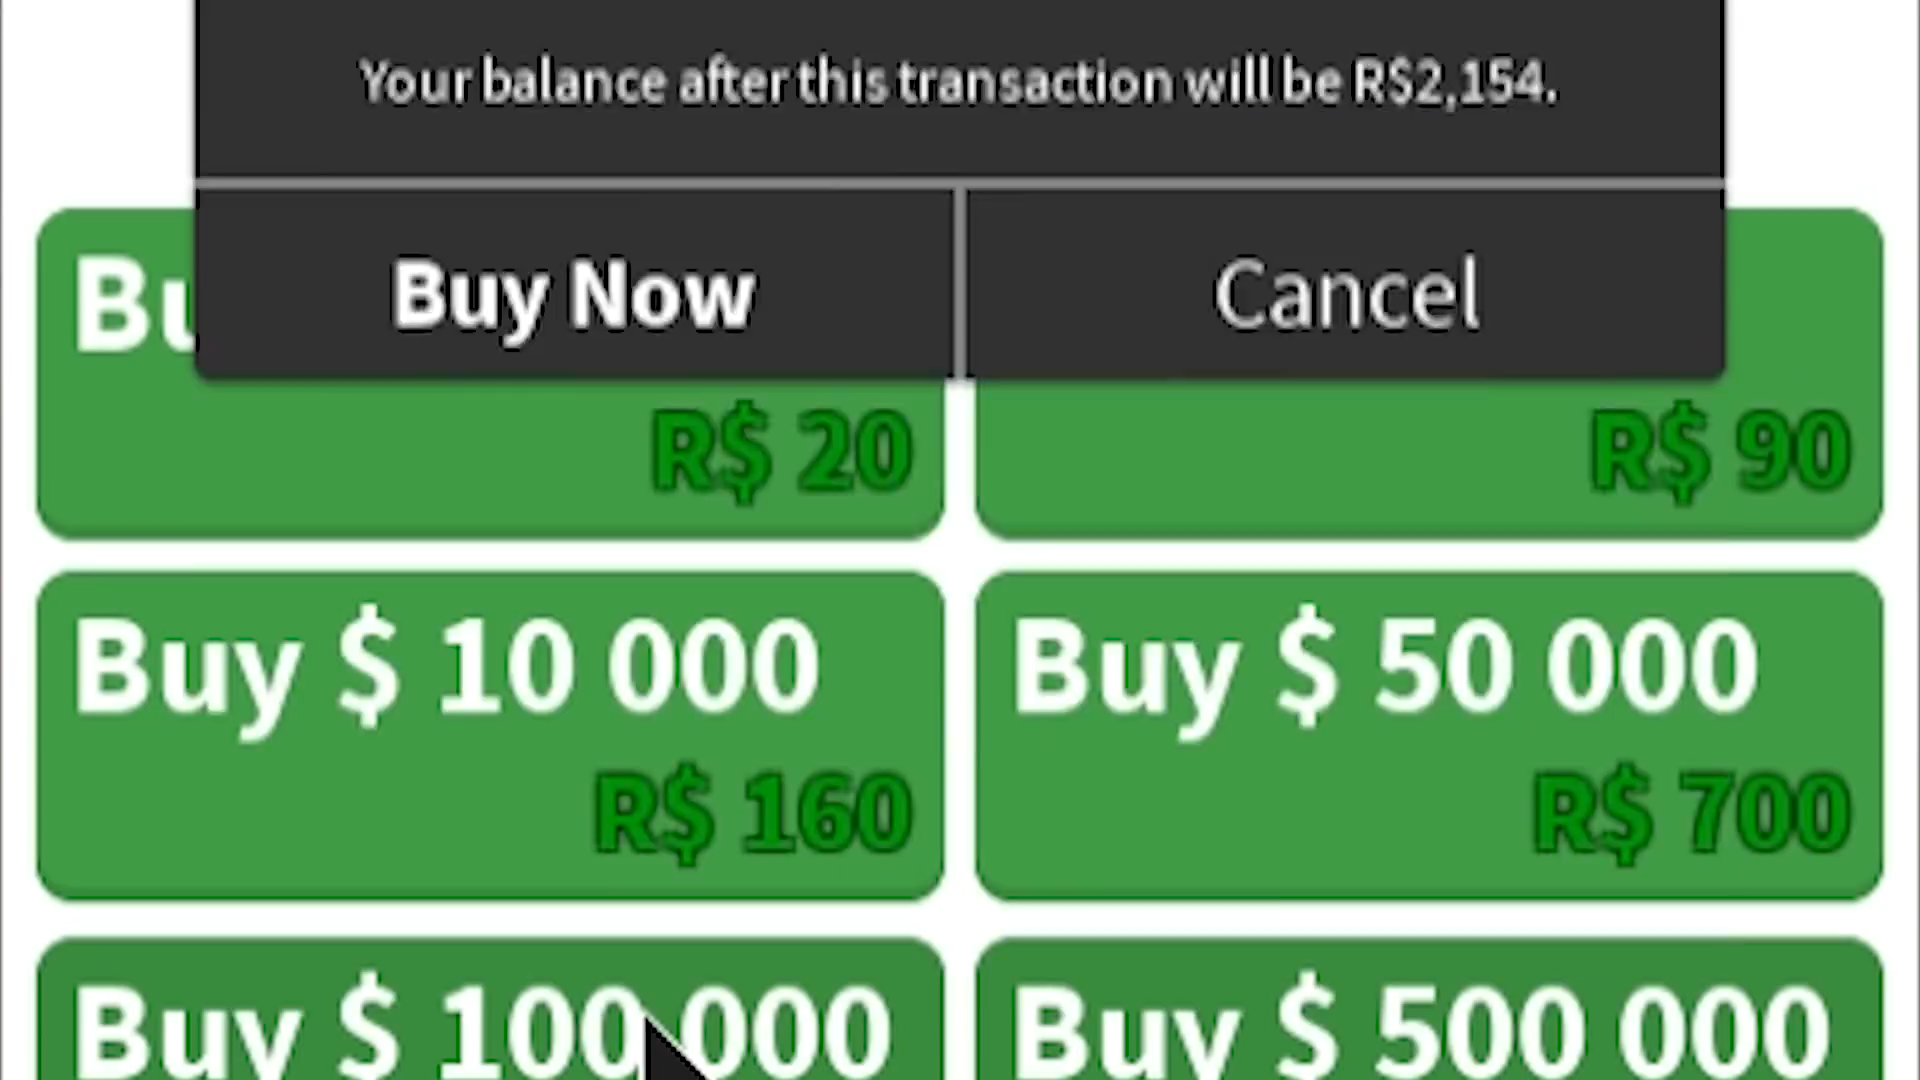 Your balance after this transaction will be R$2,154.
Buy Now
Cancel
R$ 20
R$ 90
Buy $ 10 000
Buy $ 50 000
R$ 160
R$ 700
Buy $ 100 000
Buy $ 500 000